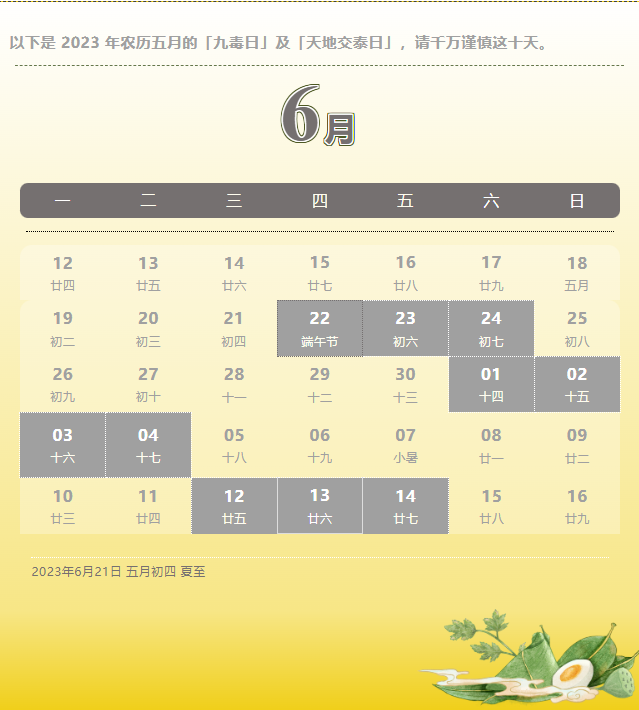 以下是 2023 年农历五月的「九毒日」及「天地交泰日」，请千万谨慎这十天。
6月
一 二 三 四 五 六 日
12 13 14 15 16 17 18
廿四 廿五 廿六 廿七 廿八 廿九 五月
19 20 21 22 23 24 25
初二 初三 初四 端午节 初六 初七 初八
26 27 28 29 30 01 02
初九 初十 十一 十二 十三 十四 十五
03 04 05 06 07 08 09
十六 十七 十八 十九 小暑 廿一 廿二
10 11 12 13 14 15 16
廿三 廿四 廿五 廿六 廿七 廿八 廿九
2023年6月21日 五月初四 夏至